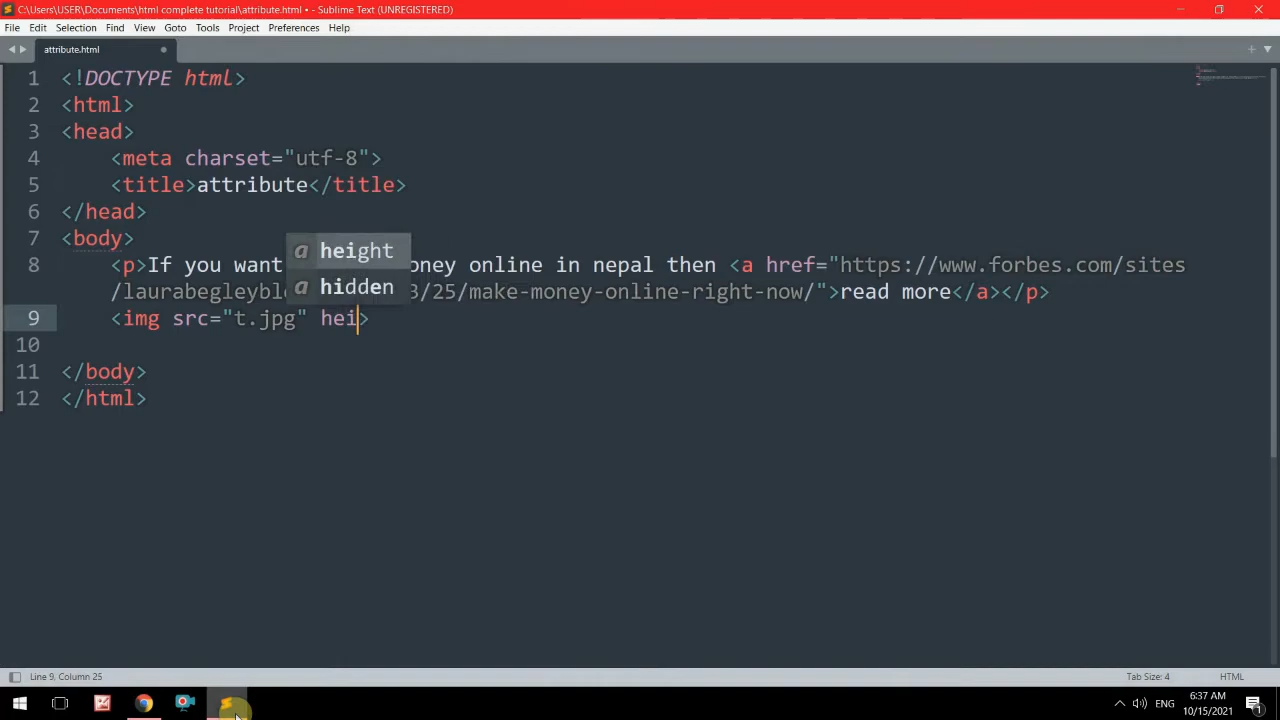 C:\Users\USER\Documents\html complete tutorial\attribute.html • - Sublime Text (UNREGISTERED)
File Edit Selection Find View Goto Tools Project Preferences Help
attribute.html
1 <!DOCTYPE html>
2 <html>
3 <head>
4 <meta charset="utf-8">
5 <title>attribute</title>
6 </head>
7 <body>
height
8 <p>If you want oney online in nepal then <a href="https://www.forbes.com/sites
hidden
/laurabegleyblo 3/25/make-money-online-right-now/">read more</a></p>
9 <img src="t.jpg" hei>
10
11 </body>
12 </html>
Line 9, Column 25 Tab Size: 4 HTML
ENG 6:37 AM
10/15/2021 1